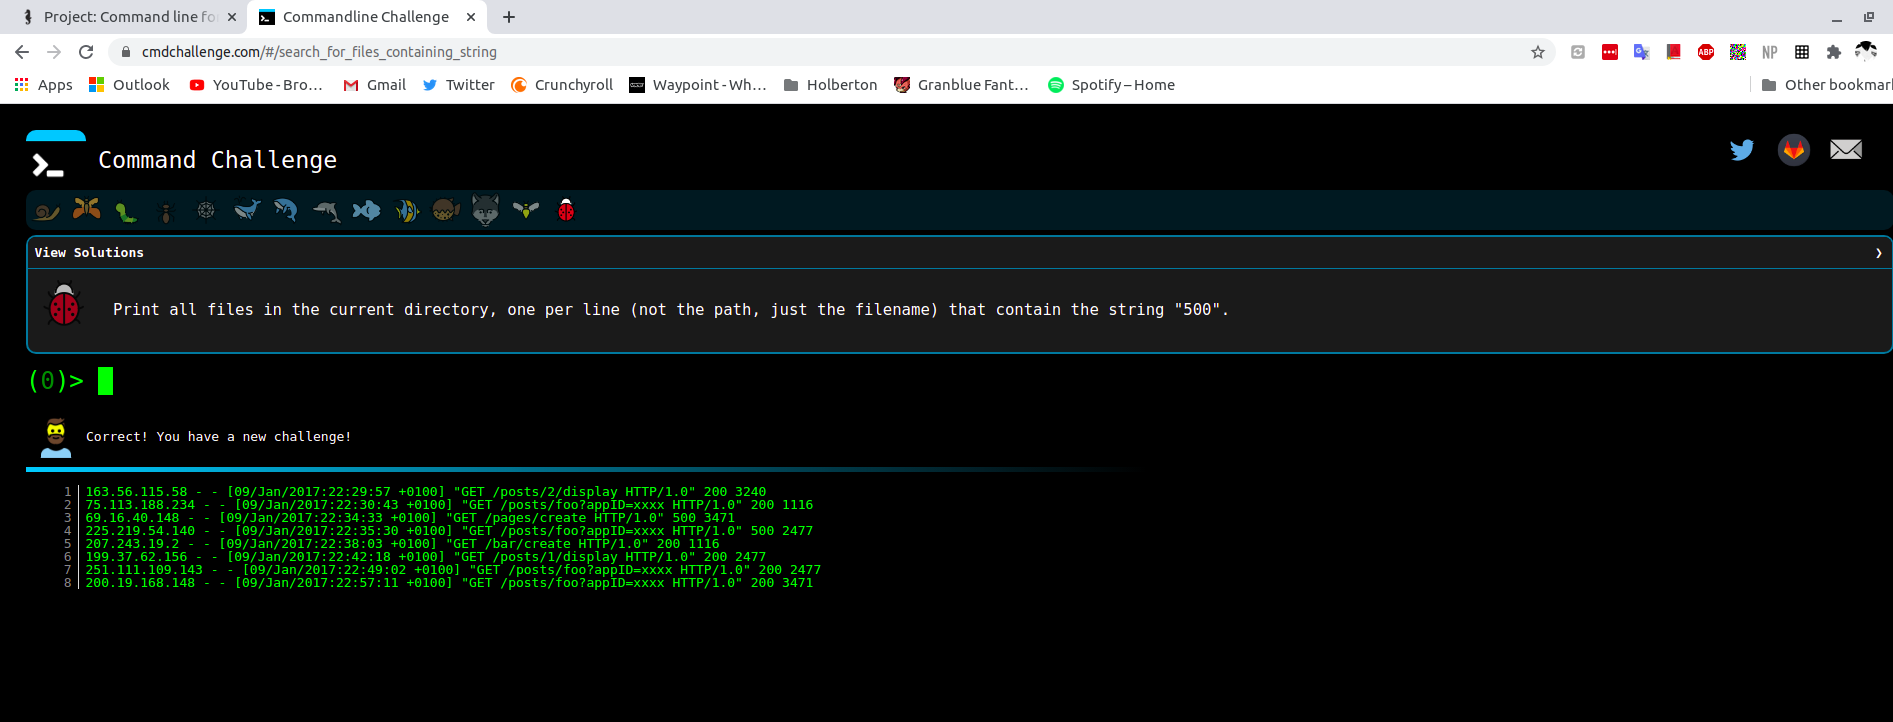 Project: Command line fo
Commandline Challenge
cmdchallenge.com/#/search_for_files_containing_string
ABP
NP
Apps
Outlook
YouTube - Bro…
Gmail
Twitter
Crunchyroll
Waypoint - Wh…
Holberton
Granblue Fant…
Spotify – Home
Other bookmar
Command Challenge
View Solutions
Print all files in the current directory, one per line (not the path, just the filename) that contain the string "500".
(0)>
Correct! You have a new challenge!
1 163.56.115.58 - - [09/Jan/2017:22:29:57 +0100] "GET /posts/2/display HTTP/1.0" 200 3240
2 75.113.188.234 - - [09/Jan/2017:22:30:43 +0100] "GET /posts/foo?appID=xxxx HTTP/1.0" 200 1116
3 69.16.40.148 - - [09/Jan/2017:22:34:33 +0100] "GET /pages/create HTTP/1.0" 500 3471
4 225.219.54.140 - - [09/Jan/2017:22:35:30 +0100] "GET /posts/foo?appID=xxxx HTTP/1.0" 500 2477
5 207.243.19.2 - - [09/Jan/2017:22:38:03 +0100] "GET /bar/create HTTP/1.0" 200 1116
6 199.37.62.156 - - [09/Jan/2017:22:42:18 +0100] "GET /posts/1/display HTTP/1.0" 200 2477
7 251.111.109.143 - - [09/Jan/2017:22:49:02 +0100] "GET /posts/foo?appID=xxxx HTTP/1.0" 200 2477
8 200.19.168.148 - - [09/Jan/2017:22:57:11 +0100] "GET /posts/foo?appID=xxxx HTTP/1.0" 200 3471